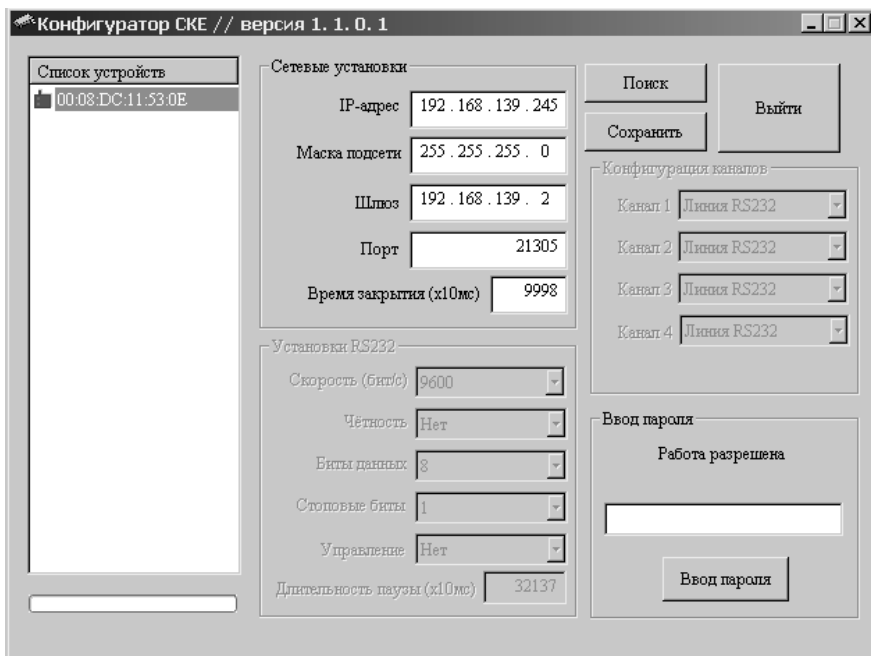 Конфигуратор СКЕ // версия 1. 1. 0. 1
Список устройств
00:08:DC:11:53:0E
Сетевые установки
IP-адрес 192 . 168 . 139 . 245
Маска подсети 255 . 255 . 255 . 0
Шлюз 192 . 168 . 139 . 2
Порт 21305
Время закрытия (x10мс) 9998
Установки RS232
Скорость (бит/с) 9600
Чётность Нет
Биты данных 8
Стоповые биты 1
Управление Нет
Длительность паузы (x10мс) 32137
Поиск
Сохранить
Выйти
Конфигурация каналов
Канал 1 Линия RS232
Канал 2 Линия RS232
Канал 3 Линия RS232
Канал 4 Линия RS232
Ввод пароля
Работа разрешена
Ввод пароля